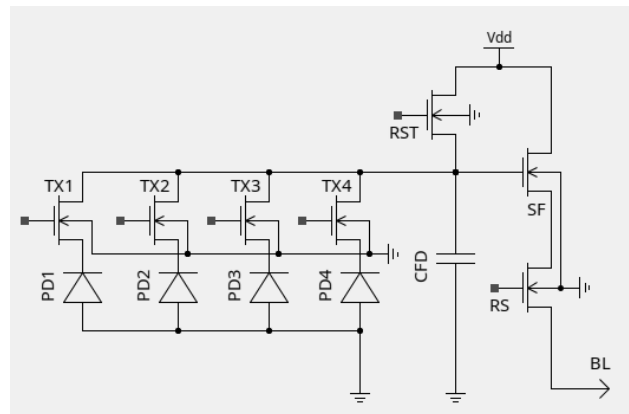 Vdd
RST
TX1 TX2 TX3 TX4
SF
PD1 PD2 PD3 PD4 CFD
RS
BL